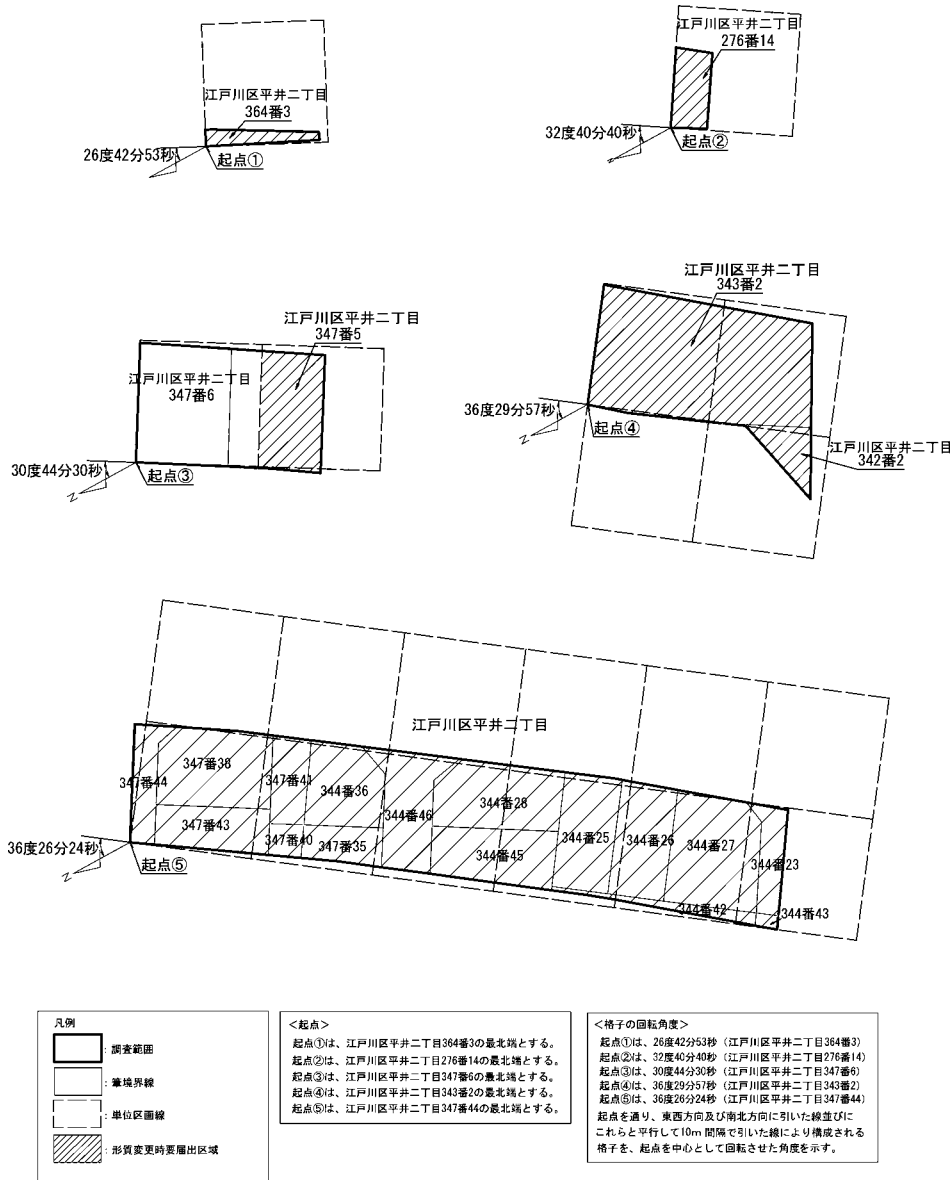 江戸川区平井二丁目
364番3
26度42分53秒
起点①
N
江戸川区平井二丁目
276番14
32度40分40秒
起点②
N
江戸川区平井二丁目
347番5
江戸川区平井二丁目
347番6
30度44分30秒
起点③
N
江戸川区平井二丁目
343番2
36度29分57秒
起点④
N
江戸川区平井二丁目
342番2
江戸川区平井二丁目
347番44
347番38
347番41
344番36
347番43
347番40
347番35
344番46
344番28
344番45
344番25
344番26
344番27
344番23
344番42
344番43
36度26分24秒
起点⑤
N
凡例
：調査範囲
：筆境界線
：単位区画線
：形質変更時要届出区域
＜起点＞
起点①は、江戸川区平井二丁目364番3の最北端とする。
起点②は、江戸川区平井二丁目276番14の最北端とする。
起点③は、江戸川区平井二丁目347番6の最北端とする。
起点④は、江戸川区平井二丁目343番2の最北端とする。
起点⑤は、江戸川区平井二丁目347番44の最北端とする。
＜格子の回転角度＞
起点①は、26度42分53秒（江戸川区平井二丁目364番3）
起点②は、32度40分40秒（江戸川区平井二丁目276番14）
起点③は、30度44分30秒（江戸川区平井二丁目347番6）
起点④は、36度29分57秒（江戸川区平井二丁目343番2）
起点⑤は、36度26分24秒（江戸川区平井二丁目347番44）
起点を通り、東西方向及び南北方向に引いた線並びに
これらと平行して10m間隔で引いた線により構成される
格子を、起点を中心として回転させた角度を示す。